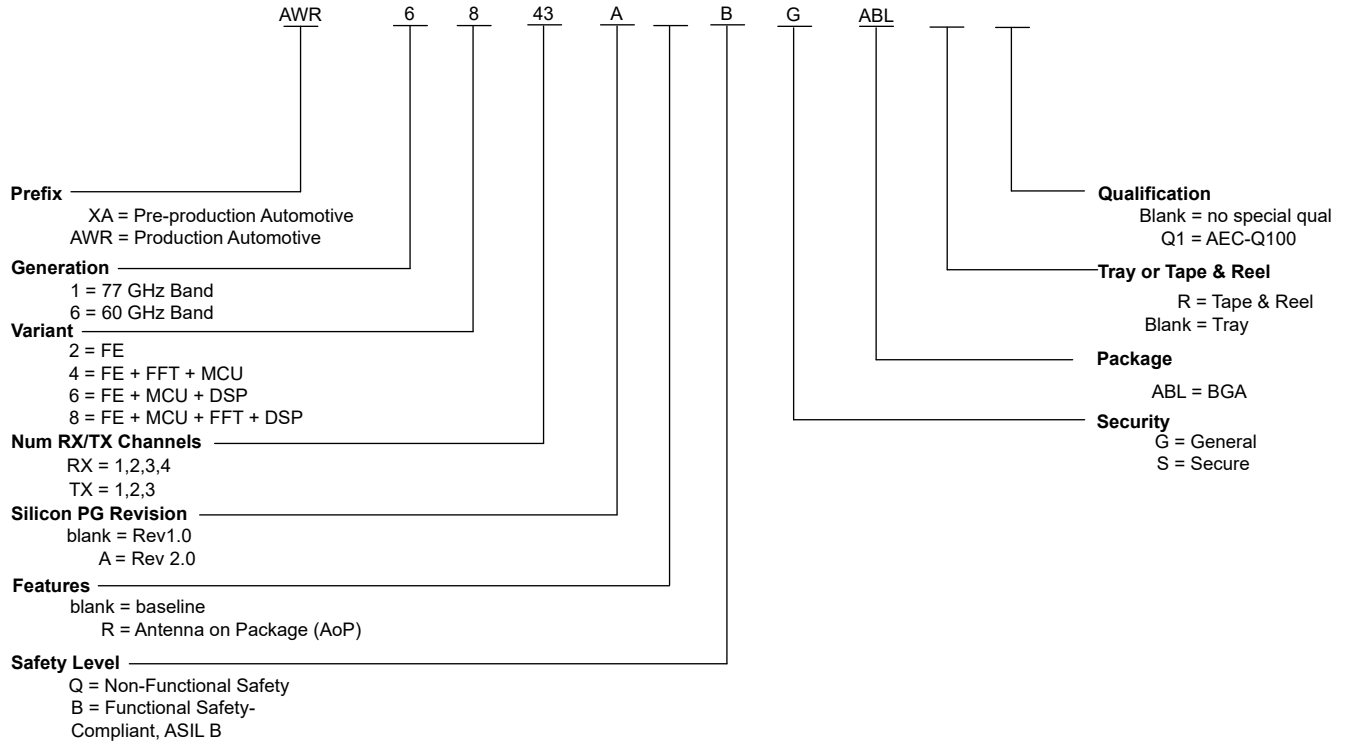 AWR 6 8 43 A B G ABL
Prefix
XA = Pre-production Automotive
AWR = Production Automotive
Generation
1 = 77 GHz Band
6 = 60 GHz Band
Variant
2 = FE
4 = FE + FFT + MCU
6 = FE + MCU + DSP
8 = FE + MCU + FFT + DSP
Num RX/TX Channels
RX = 1,2,3,4
TX = 1,2,3
Silicon PG Revision
blank = Rev1.0
A = Rev 2.0
Features
blank = baseline
R = Antenna on Package (AoP)
Safety Level
Q = Non-Functional Safety
B = Functional Safety-
Compliant, ASIL B
Qualification
Blank = no special qual
Q1 = AEC-Q100
Tray or Tape & Reel
R = Tape & Reel
Blank = Tray
Package
ABL = BGA
Security
G = General
S = Secure